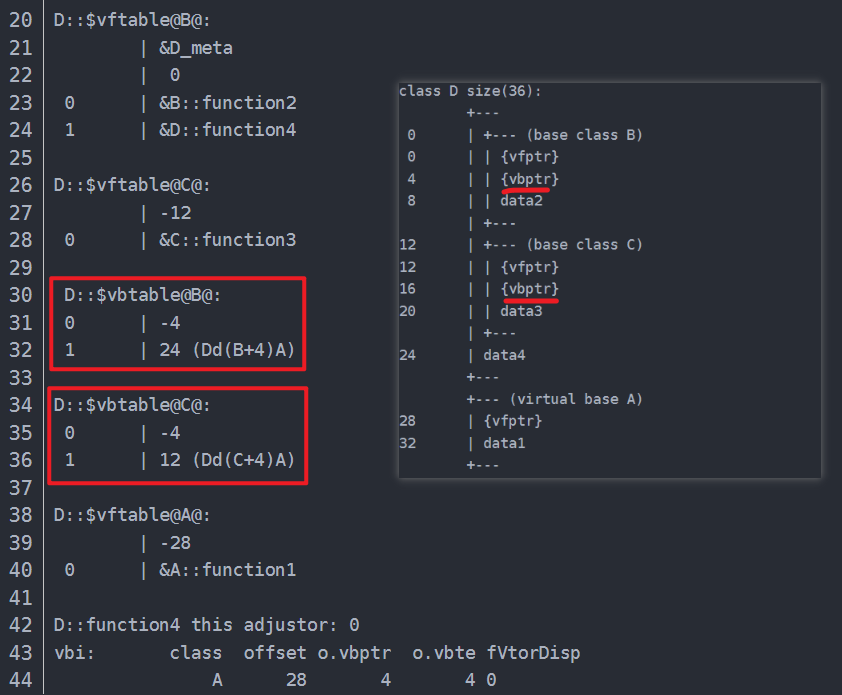 20 D::$vftable@B@:
21         | &D_meta
22         |  0
23  0      | &B::function2
24  1      | &D::function4
25
26 D::$vftable@C@:
27         | -12
28  0      | &C::function3
29
30  D::$vbtable@B@:
31  0      | -4
32  1      | 24 (Dd(B+4)A)
33
34 D::$vbtable@C@:
35  0      | -4
36  1      | 12 (Dd(C+4)A)
37
38 D::$vftable@A@:
39         | -28
40  0      | &A::function1
41
42 D::function4 this adjustor: 0
43 vbi:       class  offset o.vbptr  o.vbte fVtorDisp
44               A      28       4       4 0
class D size(36):
        +---
 0      | +--- (base class B)
 0      | | {vfptr}
 4      | | {vbptr}
 8      | | data2
        | +---
12      | +--- (base class C)
12      | | {vfptr}
16      | | {vbptr}
20      | | data3
        | +---
24      | data4
        +---
        +--- (virtual base A)
28      | {vfptr}
32      | data1
        +---